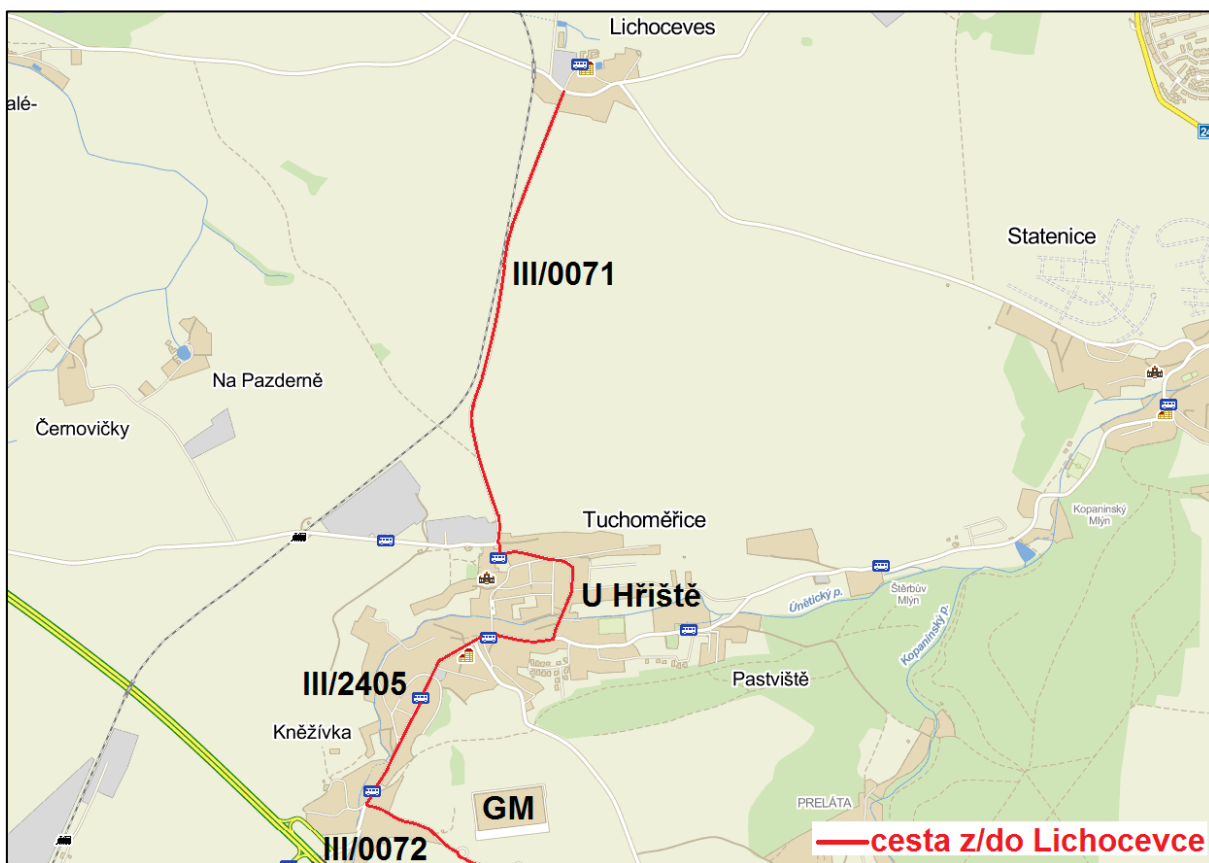 Lichoceves
alé-
24
Statenice
III/0071
Na Pazderně
Černovičky
Kopaninský
Mlýn
Tuchoměřice
U Hřiště
Únětický p.
Štěrbův
Mlýn
Kopaninský p.
III/2405
Pastviště
Kněžívka
GM
PRELÁTA
III/0072
cesta z/do Lichocevce